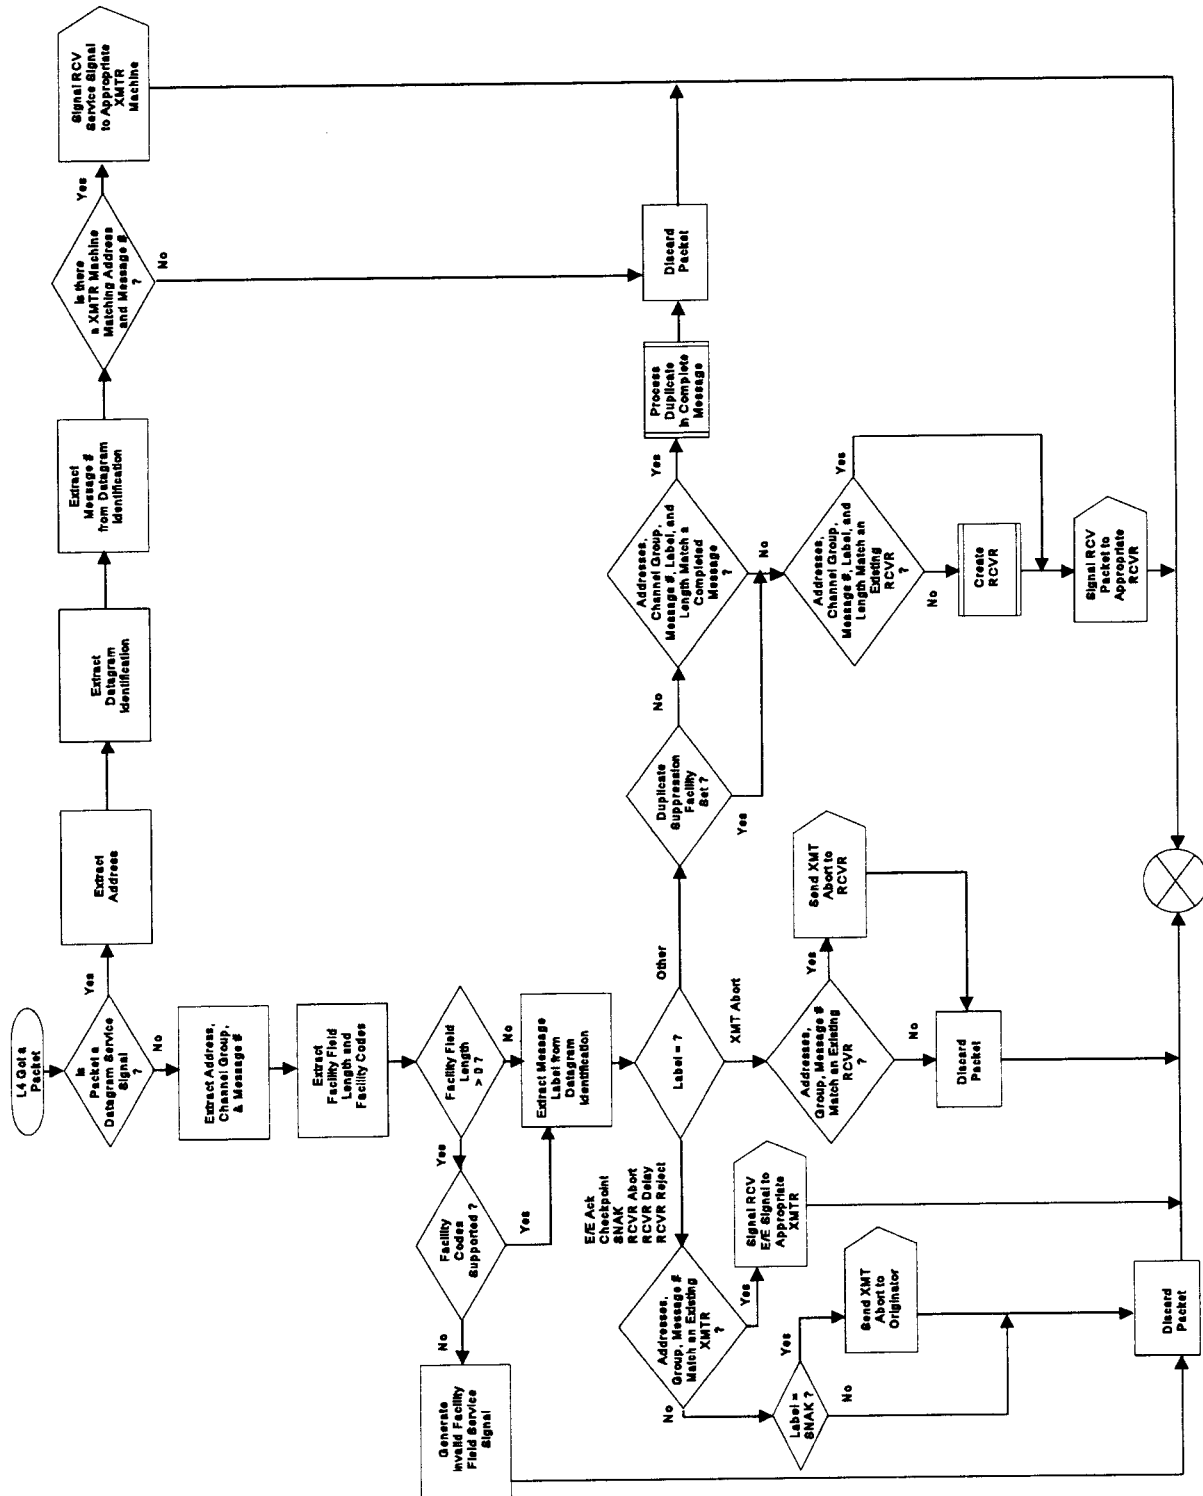 L4 Got a
Packet
Is
Packet a
Datagram Service
Signal
?
Yes
No
Extract
Address
Extract
Datagram
Identification
Extract
Message #
from Datagram
Identification
Is there
a XMTR Machine
Matching Address
and Message #
?
Yes
No
Signal RCV
Service Signal
to Appropriate
XMTR
Machine
Extract Address,
Channel Group,
& Message #
Extract
Facility Field
Length and
Facility Codes
Facility Field
Length
> 0 ?
Yes
No
Facility
Codes
Supported ?
Yes
No
Generate
Invalid Facility
Field Service
Signal
Extract Message
Label from
Datagram
Identification
Label = ?
Other
XMT Abort
E/E Ack
Checkpoint
SNAK
RCVR Abort
RCVR Delay
RCVR Reject
Duplicate
Suppression
Facility
Set ?
No
Yes
Addresses,
Channel Group,
Message #, Label, and
Length Match a
Completed
Message
?
Yes
No
Process
Duplicate
in Complete
Message
Discard
Packet
Addresses,
Channel Group,
Message #, Label, and
Length Match an
Existing
RCVR
?
Yes
No
Create
RCVR
Signal RCV
Packet to
Appropriate
RCVR
Addresses,
Group, Message #
Match an Existing
RCVR
?
Yes
No
Send XMT
Abort to
RCVR
Discard
Packet
Addresses,
Group, Message #
Match an Existing
XMTR
?
Yes
No
Signal RCV
E/E Signal to
Appropriate
XMTR
Label =
SNAK ?
Yes
No
Send XMT
Abort to
Originator
Discard
Packet